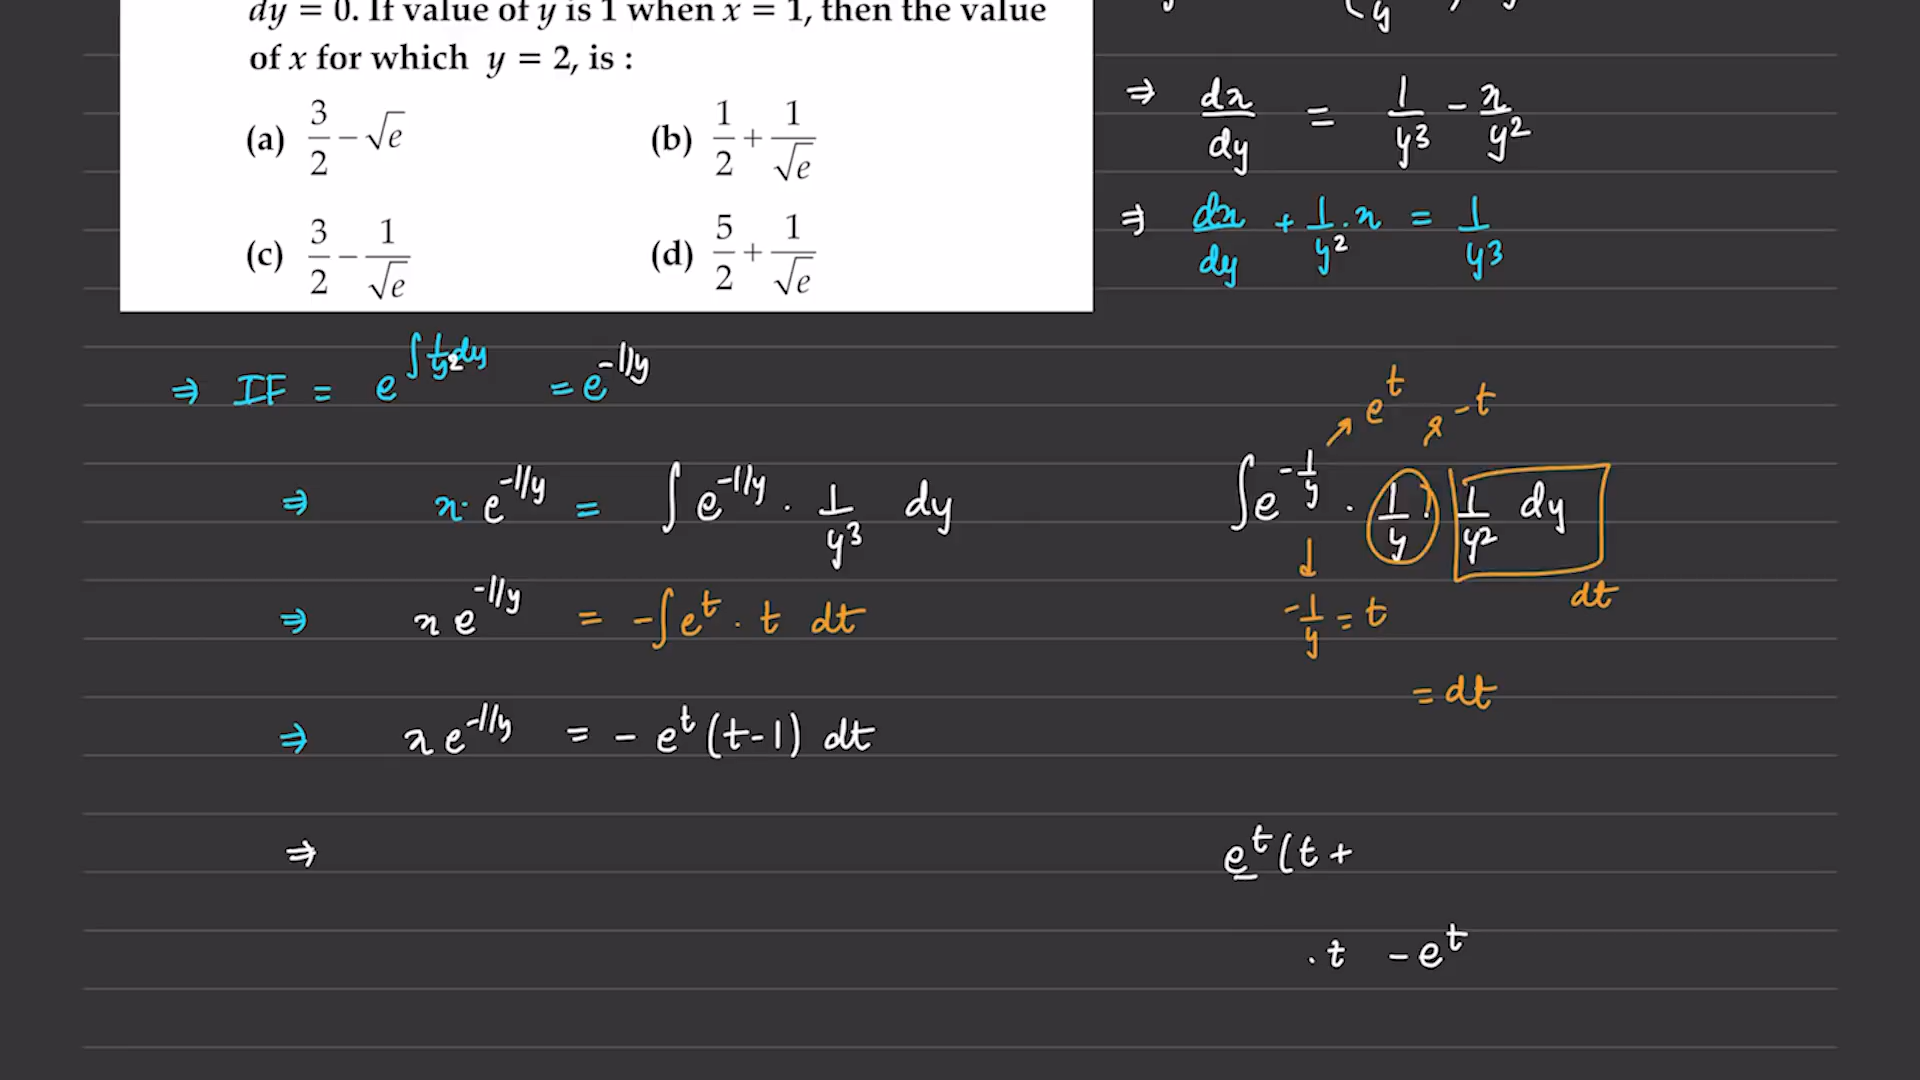 dy = 0. If value of y is 1 when x = 1, then the value
of x for which y = 2, is :
(a) 3/2 − √e (b) 1/2 + 1/√e
(c) 3/2 − 1/√e (d) 5/2 + 1/√e
⇒ dx/dy = 1/y³ − x/y²
⇒ dx/dy + 1/y² · x = 1/y³
⇒ IF = e^(∫ 1/y² dy) = e^(-1/y)
⇒ x· e^(-1/y) = ∫ e^(-1/y) · 1/y³ dy
⇒ x e^(-1/y) = -∫ e^t . t dt
⇒ x e^(-1/y) = - e^t (t-1) dt
⇒
e^t -t
∫ e^(-1/y) · 1/y · 1/y² dy
-1/y = t dt
= dt
e^t (t +
. t - e^t